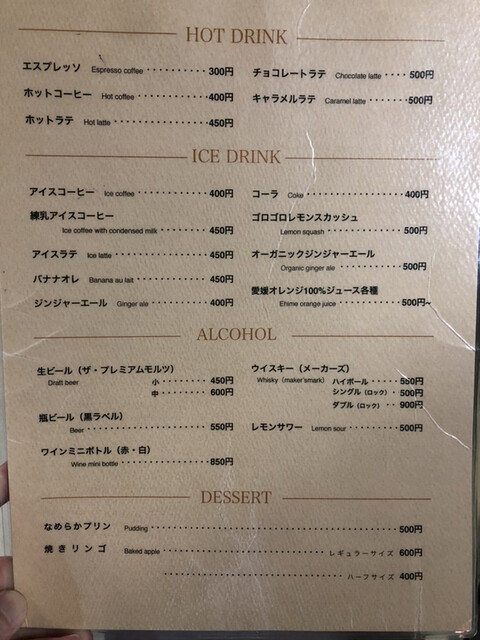 HOT DRINK
エスプレッソ Espresso coffee ・・・・・・・・・・ 300円
ホットコーヒー Hot coffee ・・・・・・・・・・・・ 400円
ホットラテ Hot latte ・・・・・・・・・・・・・・・・ 450円
チョコレートラテ Chocolate latte ・・・・ 500円
キャラメルラテ Caramel latte ・・・・・・・ 500円
ICE DRINK
アイスコーヒー Ice coffee ・・・・・・・・・・・・ 400円
練乳アイスコーヒー
Ice coffee with condensed milk ・・・・・・・・ 450円
アイスラテ Ice latte ・・・・・・・・・・・・・・・ 450円
バナナオレ Banana au lait ・・・・・・・・・・・ 450円
ジンジャーエール Ginger ale ・・・・・・・・・ 400円
コーラ Coke ・・・・・・・・・・・・・・・・・・・ 400円
ゴロゴロレモンスカッシュ
Lemon squash ・・・・・・・・・・・・・ 500円
オーガニックジンジャーエール
Organic ginger ale ・・・・・・・・・・ 500円
愛媛オレンジ100%ジュース各種
Ehime orange juice ・・・・・・・・・・ 500円~
ALCOHOL
生ビール（ザ・プレミアムモルツ）
Draft beer 小 ・・・・・・・・ 450円
中 ・・・・・・・・ 600円
瓶ビール（黒ラベル）
Beer ・・・・・・・・・・・・・・・・・・・・ 550円
ワインミニボトル（赤・白）
Wine mini bottle ・・・・・・・・・・・・・・ 850円
ウイスキー（メーカーズ）
Whisky（maker'smark） ハイボール ・・・・・ 550円
シングル（ロック）・ 500円
ダブル（ロック）・・ 900円
レモンサワー Lemon sour ・・・・・・・・・・ 500円
DESSERT
なめらかプリン Pudding ・・・・・・・・・・・・・・・・・・・・・・・・・・・・・・ 500円
焼きリンゴ Baked apple ・・・・・・・・・・・・・・・・・・・・ レギュラーサイズ 600円
・・・・・・・・・・・・・・・・・・・・・・ ハーフサイズ 400円